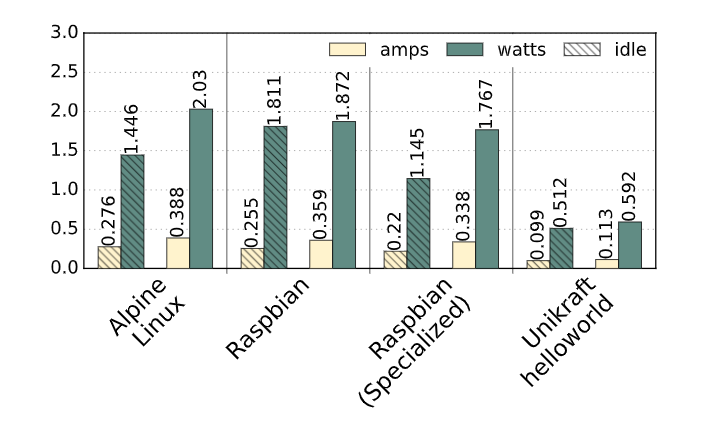 3.0
2.5
2.0
1.5
1.0
0.5
0.0
amps watts idle
0.276
1.446
0.388
2.03
0.255
1.811
0.359
1.872
0.22
1.145
0.338
1.767
0.099
0.512
0.113
0.592
Alpine
Linux
Raspbian
Raspbian
(Specialized)
Unikraft
helloworld